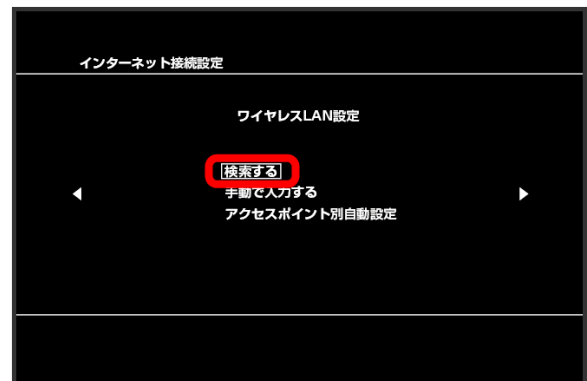 インターネット接続設定
ワイヤレスLAN設定
検索する
手動で入力する
アクセスポイント別自動設定